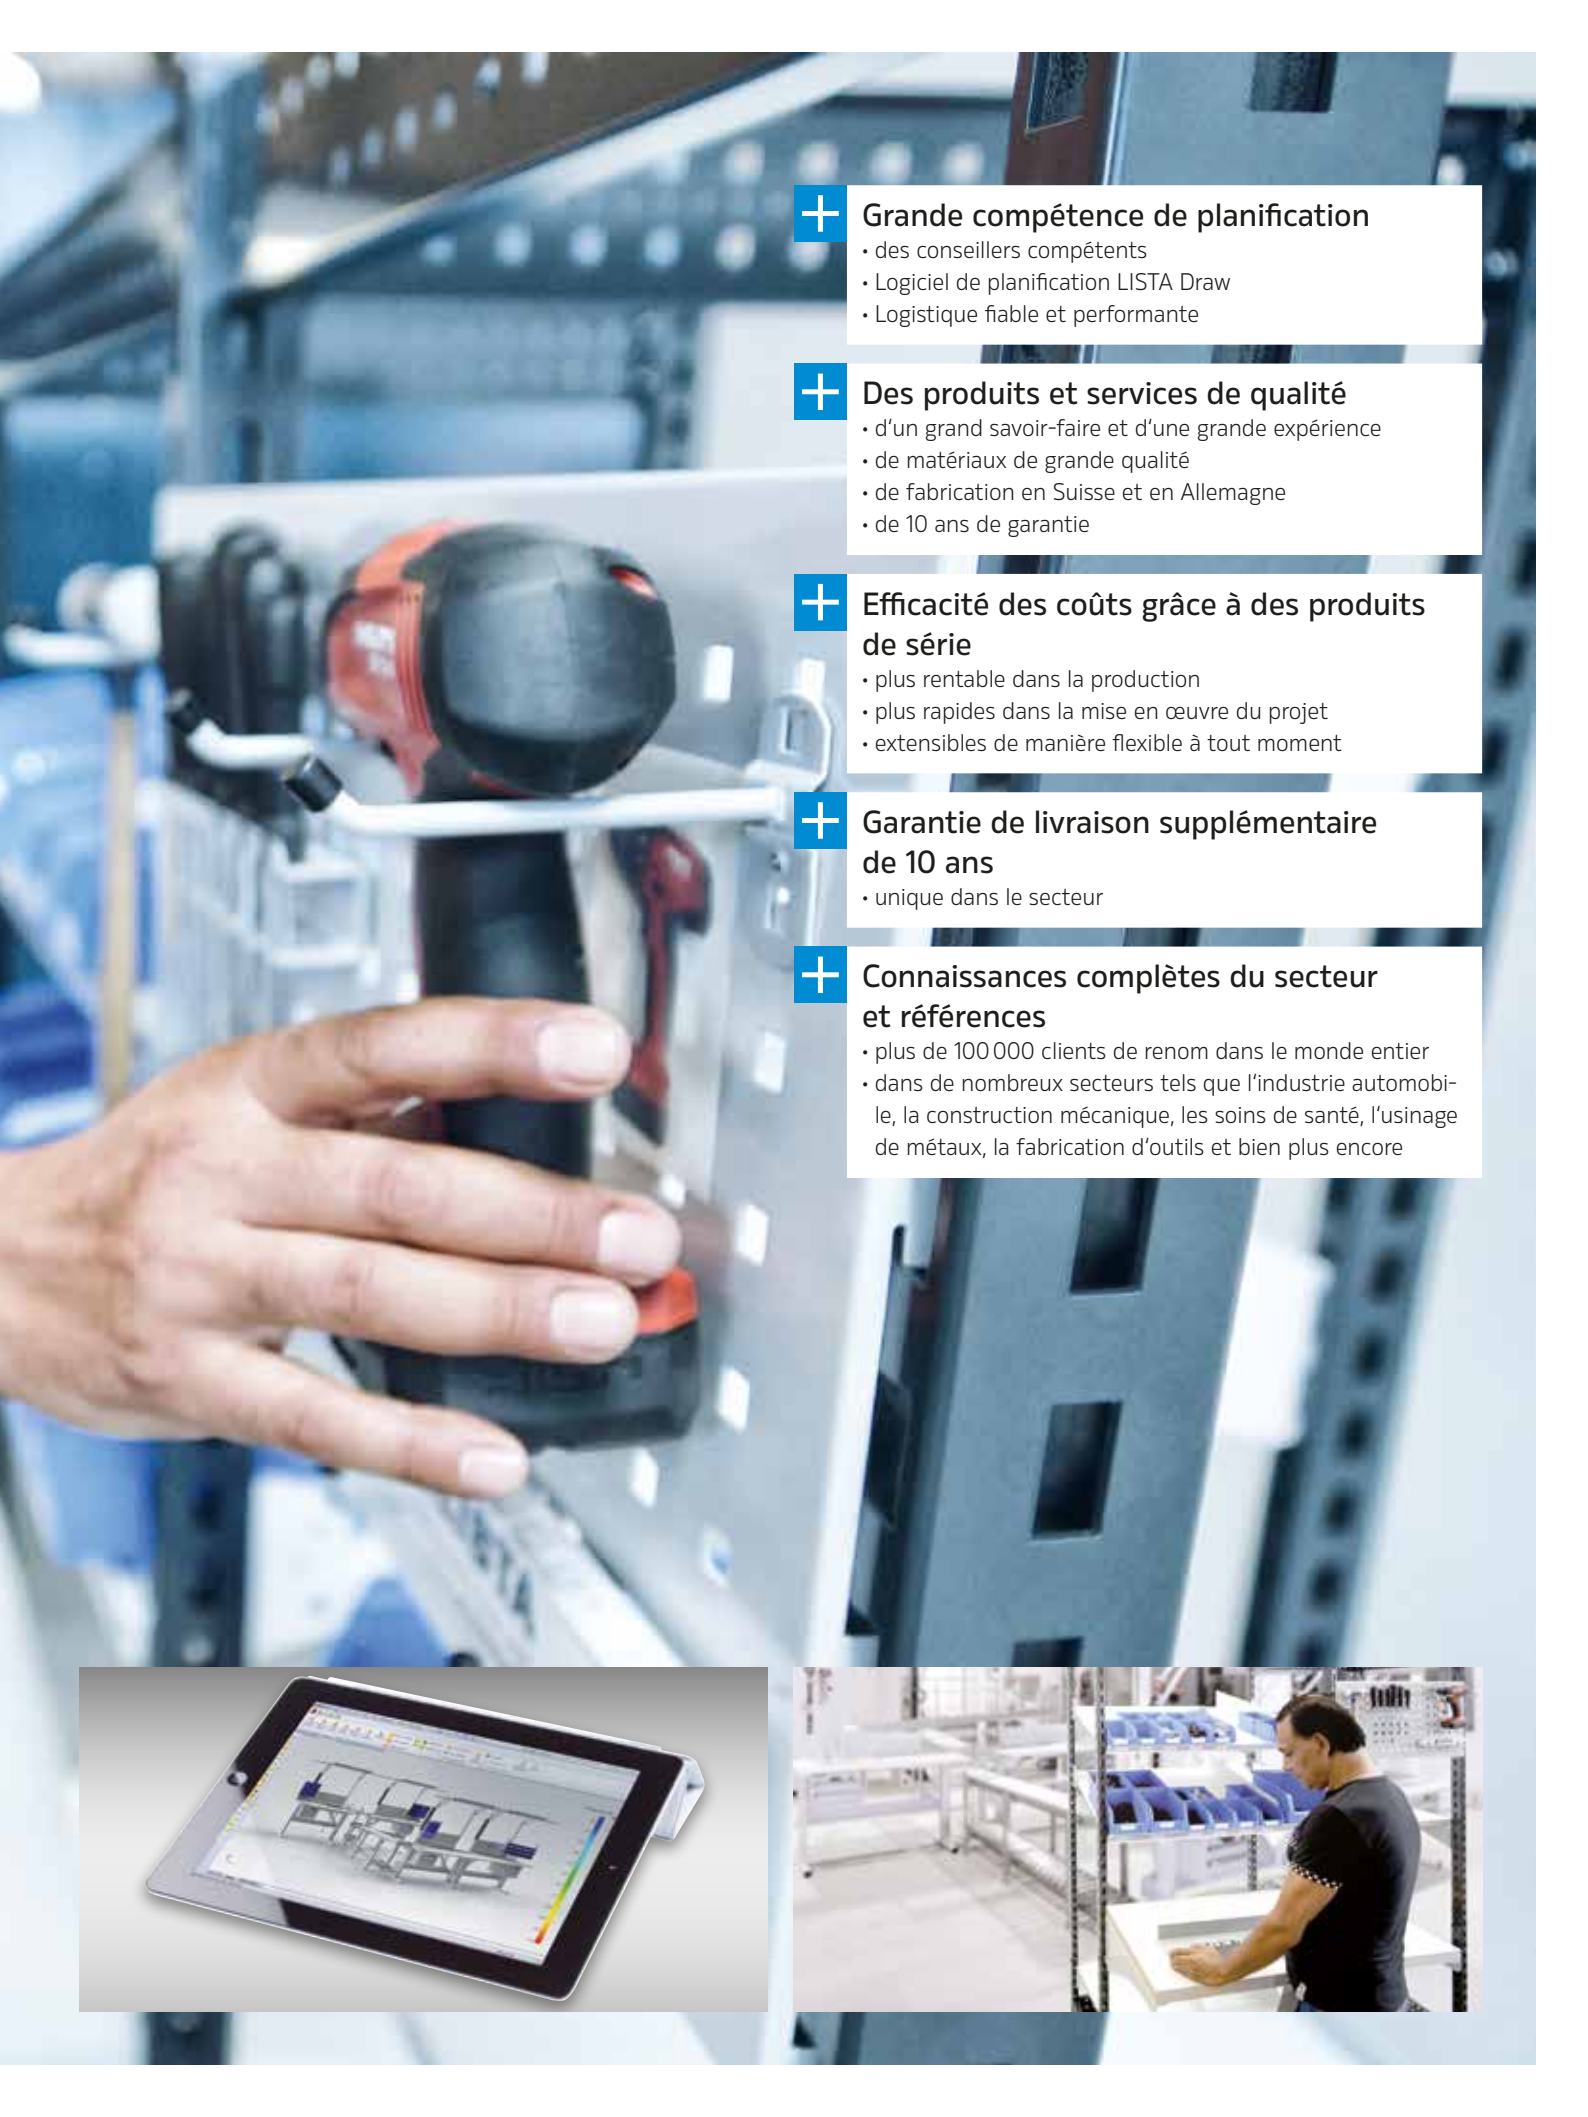 Grande compétence de planification
• des conseillers compétents
• Logiciel de planification LISTA Draw
• Logistique fiable et performante
Des produits et services de qualité
• d‘un grand savoir-faire et d‘une grande expérience
• de matériaux de grande qualité
• de fabrication en Suisse et en Allemagne
• de 10 ans de garantie
Efficacité des coûts grâce à des produits
de série
• plus rentable dans la production
• plus rapides dans la mise en œuvre du projet
• extensibles de manière flexible à tout moment
Garantie de livraison supplémentaire
de 10 ans
• unique dans le secteur
Connaissances complètes du secteur
et références
• plus de 100 000 clients de renom dans le monde entier
• dans de nombreux secteurs tels que l‘industrie automobi-
le, la construction mécanique, les soins de santé, l‘usinage
de métaux, la fabrication d‘outils et bien plus encore